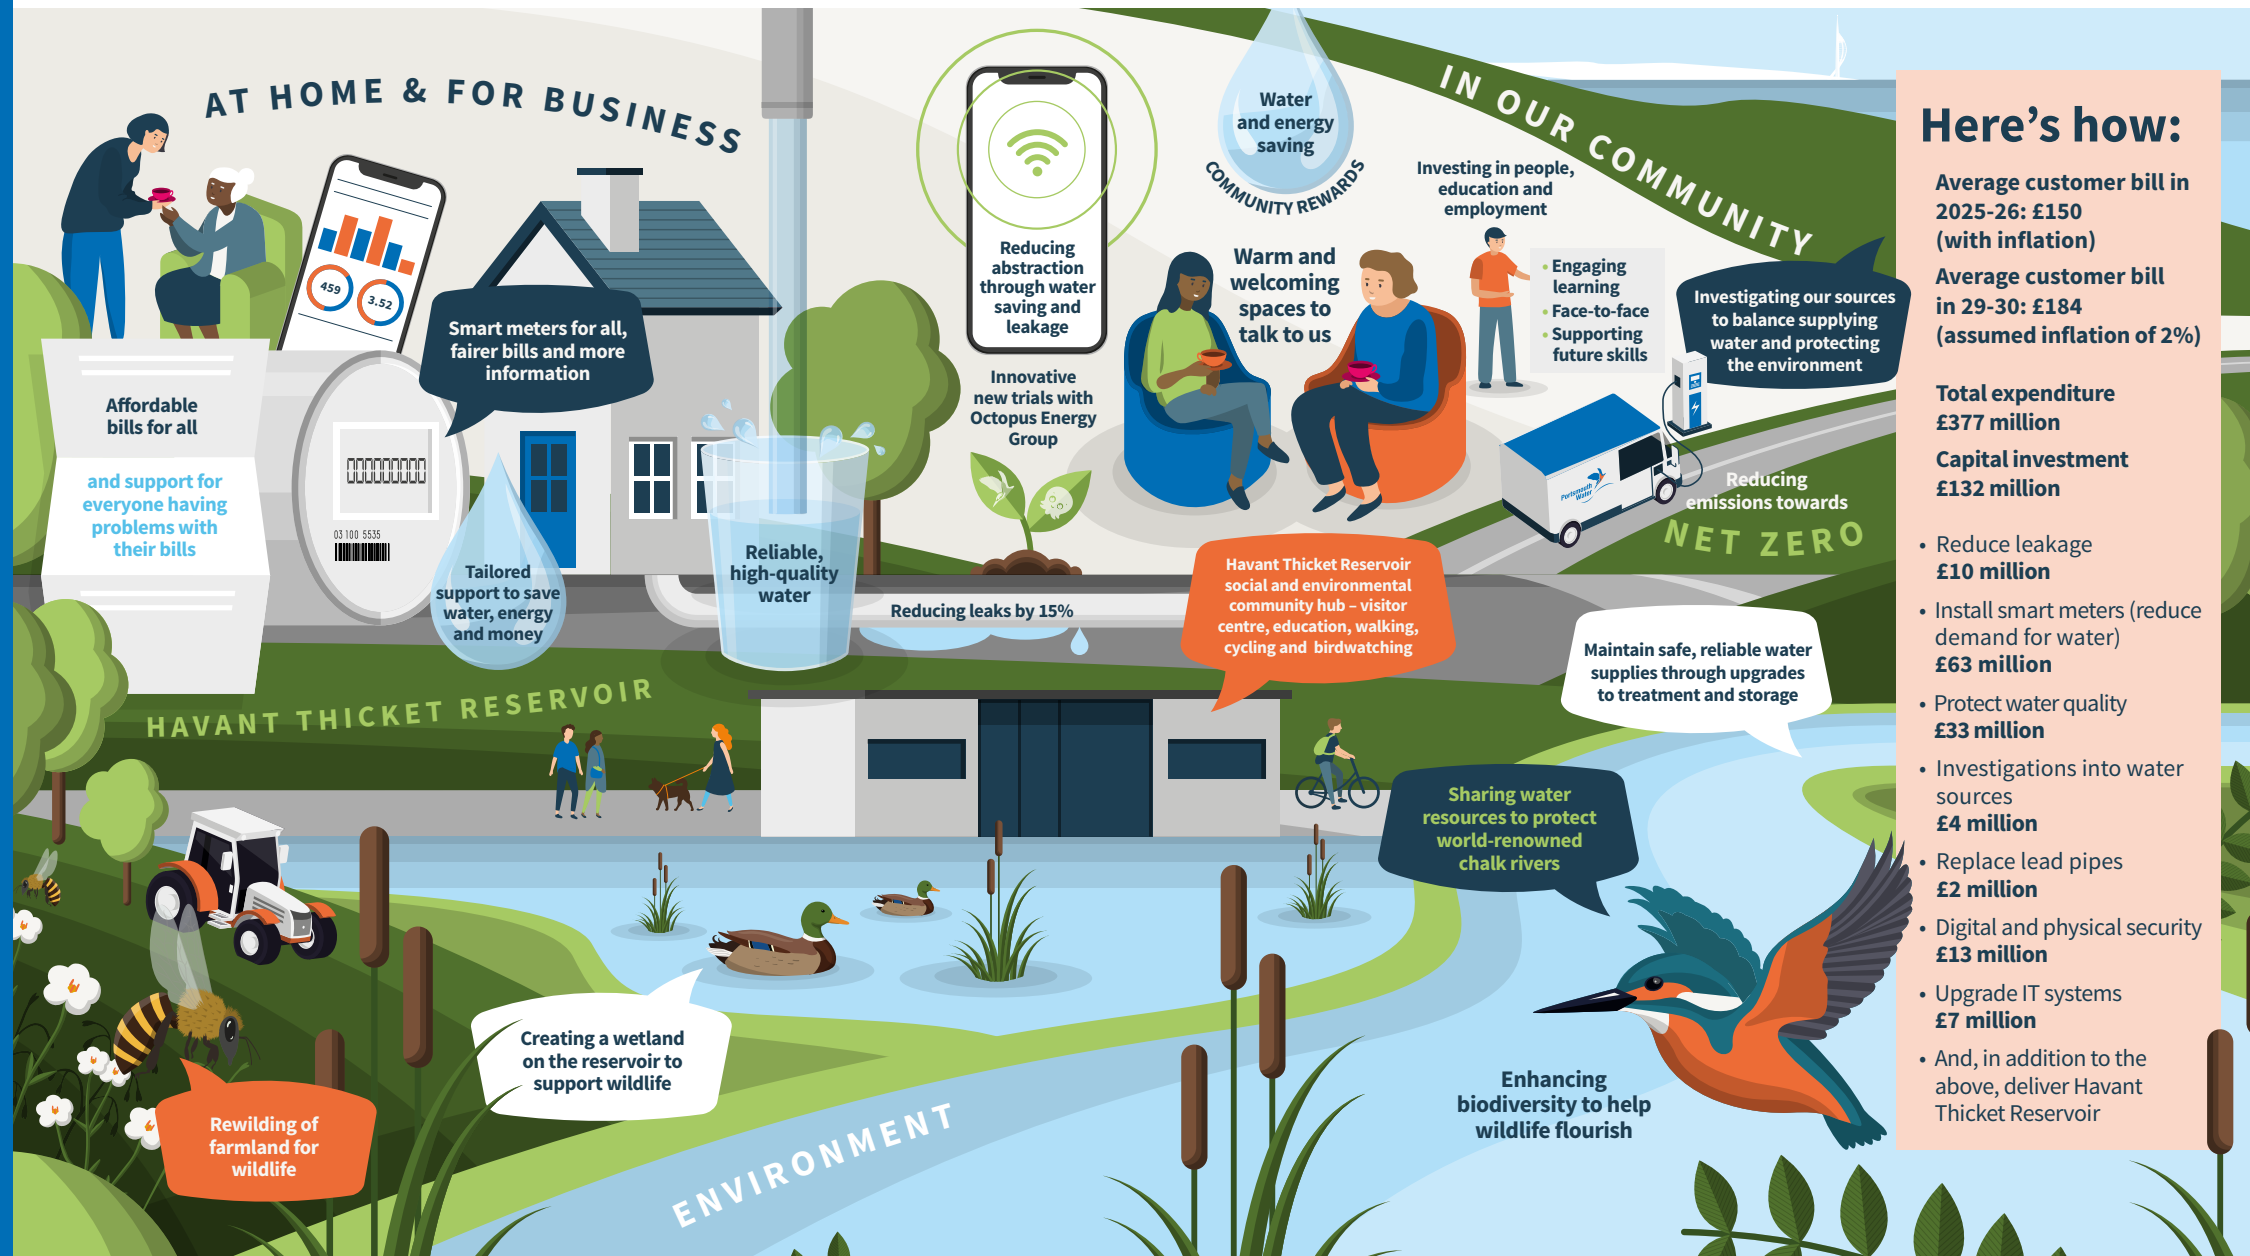 AT HOME & FOR BUSINESS
459
3.52
Smart meters for all,
fairer bills and more
information
Affordable
bills for all
and support for
everyone having
problems with
their bills
00000000
03 100 5535
Tailored
support to save
water, energy
and money
Reliable,
high-quality
water
Reducing leaks by 15%
Reducing
abstraction
through water
saving and
leakage
Innovative
new trials with
Octopus Energy
Group
Water
and energy
saving
COMMUNITY REWARDS
IN OUR COMMUNITY
Investing in people,
education and
employment
Warm and
welcoming
spaces to
talk to us
• Engaging
learning
• Face-to-face
• Supporting
future skills
Investigating our sources
to balance supplying
water and protecting
the environment
Portsmouth
Water
Reducing
emissions towards
NET ZERO
Havant Thicket Reservoir
social and environmental
community hub – visitor
centre, education, walking,
cycling and birdwatching
Maintain safe, reliable water
supplies through upgrades
to treatment and storage
HAVANT THICKET RESERVOIR
Sharing water
resources to protect
world-renowned
chalk rivers
Creating a wetland
on the reservoir to
support wildlife
Rewilding of
farmland for
wildlife
ENVIRONMENT
Enhancing
biodiversity to help
wildlife flourish
Here's how:
Average customer bill in
2025-26: £150
(with inflation)
Average customer bill
in 29-30: £184
(assumed inflation of 2%)
Total expenditure
£377 million
Capital investment
£132 million
• Reduce leakage
£10 million
• Install smart meters (reduce
demand for water)
£63 million
• Protect water quality
£33 million
• Investigations into water
sources
£4 million
• Replace lead pipes
£2 million
• Digital and physical security
£13 million
• Upgrade IT systems
£7 million
• And, in addition to the
above, deliver Havant
Thicket Reservoir